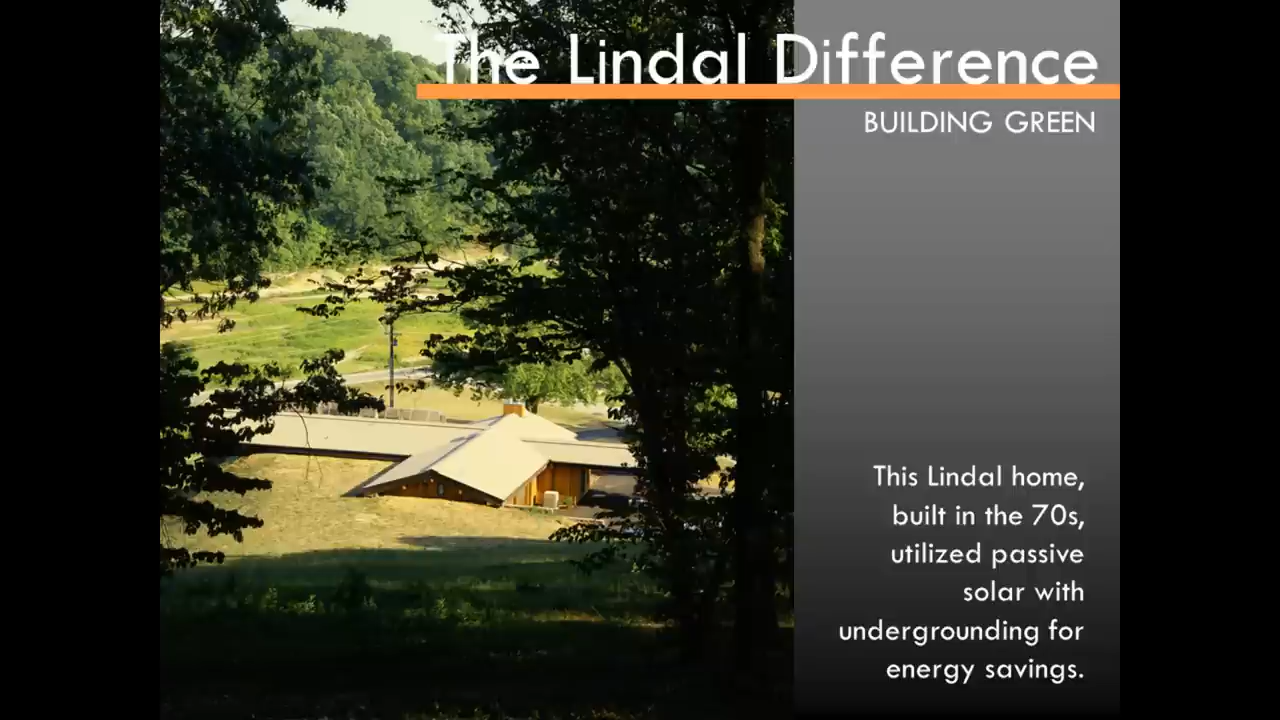 The Lindal Difference
BUILDING GREEN
This Lindal home,
built in the 70s,
utilized passive
solar with
undergrounding for
energy savings.